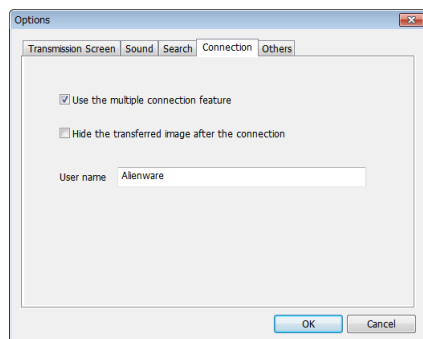 Options
Transmission Screen Sound Search Connection Others
Use the multiple connection feature
Hide the transferred image after the connection
User name Alienware
OK Cancel